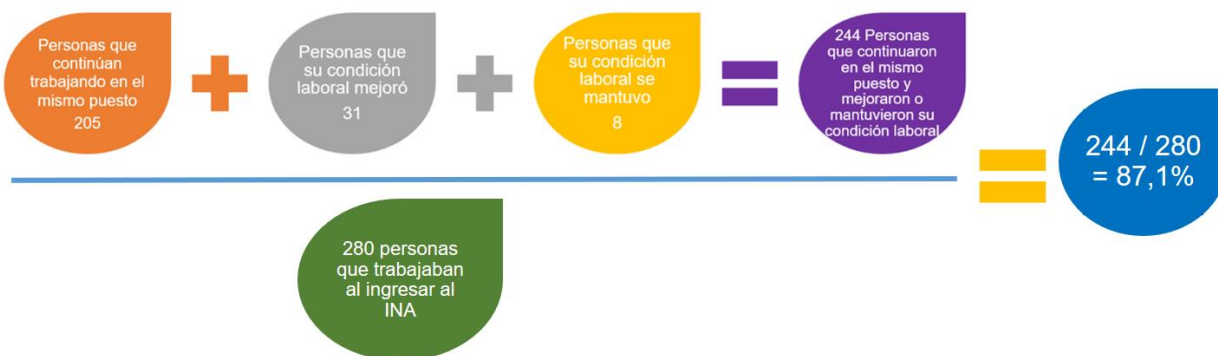 Personas que
continúan
trabajando en el
mismo puesto
205
Personas que
su condición
laboral mejoró
31
Personas que
su condición
laboral se
mantuvo
8
244 Personas
que continuaron
en el mismo
puesto y
mejoraron o
mantuvieron su
condición laboral
244 / 280
= 87,1%
280 personas
que trabajaban
al ingresar al
INA